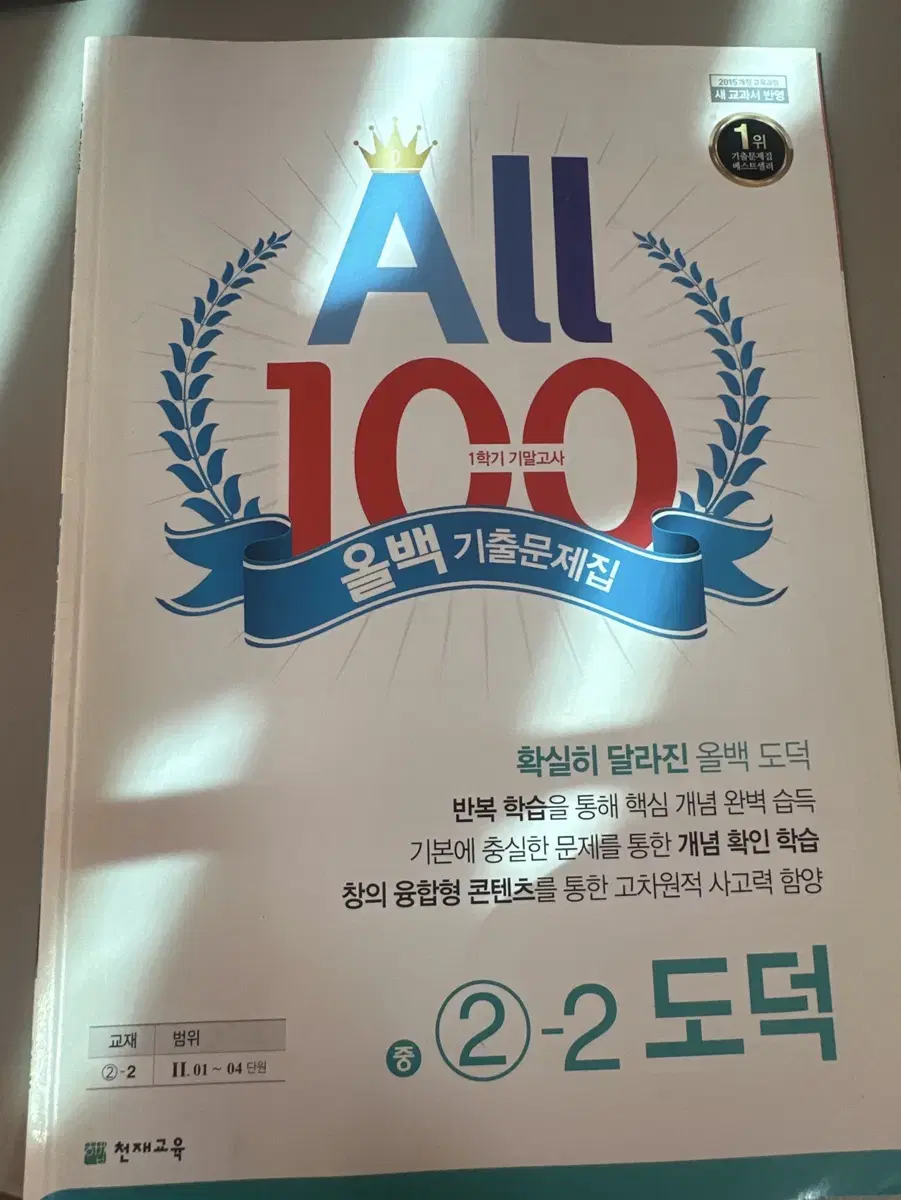 2015 개정 교육과정
새 교과서 반영
1위
기출문제집
베스트셀러
All
100
1학기 기말고사
올백 기출문제집
확실히 달라진 올백 도덕
반복 학습을 통해 핵심 개념 완벽 습득
기본에 충실한 문제를 통한 개념 확인 학습
창의 융합형 콘텐츠를 통한 고차원적 사고력 함양
중 ②-2 도덕
교재 범위
②-2 II. 01 ~ 04 단원
천재교육